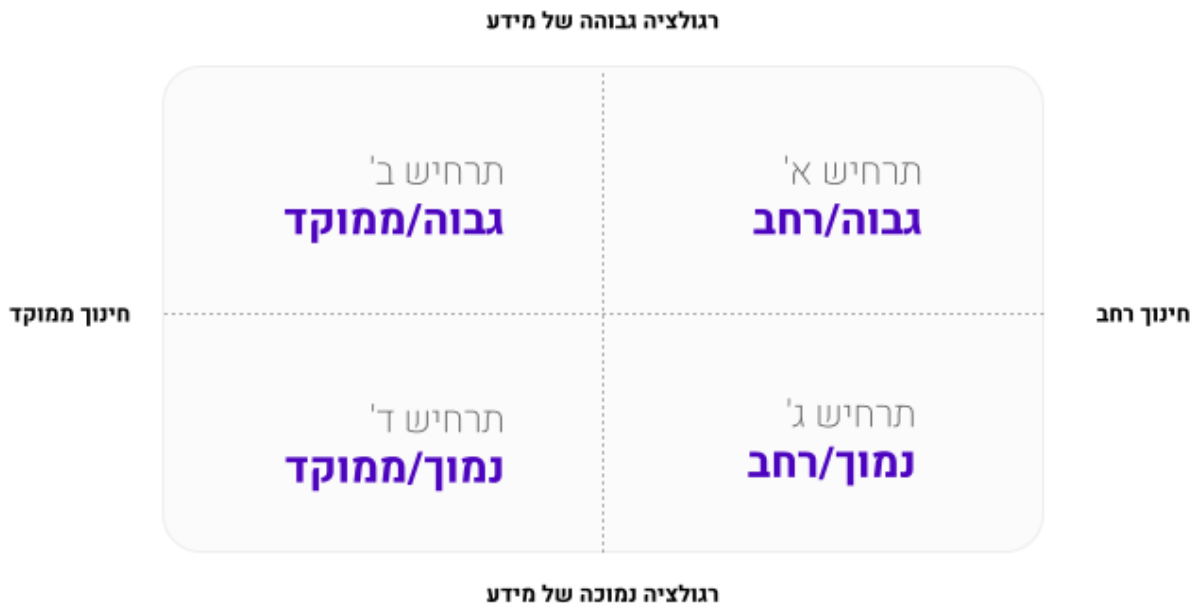 רגולציה גבוהה של מידע
תרחיש א'
גבוה/רחב
תרחיש ב'
גבוה/ממוקד
חינוך רחב
חינוך ממוקד
תרחיש ג'
נמוך/רחב
תרחיש ד'
נמוך/ממוקד
רגולציה נמוכה של מידע